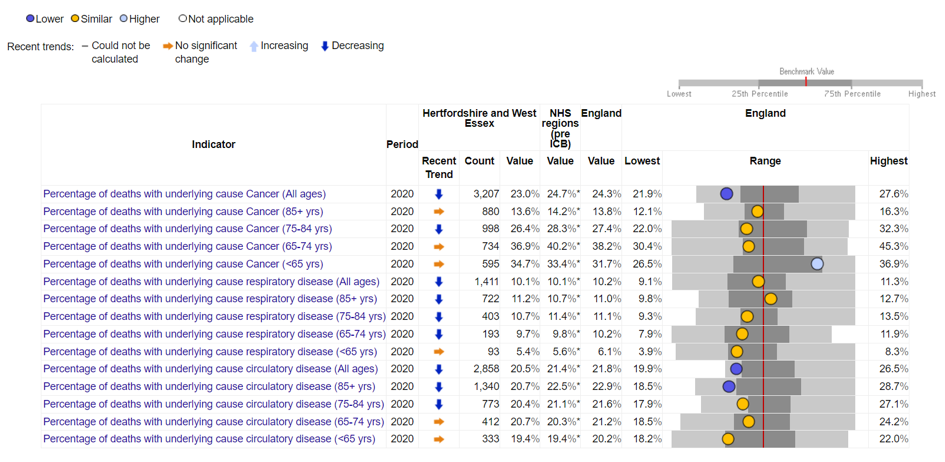 Lower Similar Higher Not applicable
Recent trends: – Could not be calculated No significant change Increasing Decreasing
Benchmark Value
Lowest 25th Percentile 75th Percentile Highest
Hertfordshire and West Essex NHS regions (pre ICB) England England
Indicator Period
Recent Trend Count Value Value Value Lowest Range Highest
Percentage of deaths with underlying cause Cancer (All ages) 2020 3,207 23.0% 24.7%* 24.3% 21.9% 27.6%
Percentage of deaths with underlying cause Cancer (85+ yrs) 2020 880 13.6% 14.2%* 13.8% 12.1% 16.3%
Percentage of deaths with underlying cause Cancer (75-84 yrs) 2020 998 26.4% 28.3%* 27.4% 22.0% 32.3%
Percentage of deaths with underlying cause Cancer (65-74 yrs) 2020 734 36.9% 40.2%* 38.2% 30.4% 45.3%
Percentage of deaths with underlying cause Cancer (<65 yrs) 2020 595 34.7% 33.4%* 31.7% 26.5% 36.9%
Percentage of deaths with underlying cause respiratory disease (All ages) 2020 1,411 10.1% 10.1%* 10.2% 9.1% 11.3%
Percentage of deaths with underlying cause respiratory disease (85+ yrs) 2020 722 11.2% 10.7%* 11.0% 9.8% 12.7%
Percentage of deaths with underlying cause respiratory disease (75-84 yrs) 2020 403 10.7% 11.4%* 11.1% 9.3% 13.5%
Percentage of deaths with underlying cause respiratory disease (65-74 yrs) 2020 193 9.7% 9.8%* 10.2% 7.9% 11.9%
Percentage of deaths with underlying cause respiratory disease (<65 yrs) 2020 93 5.4% 5.6%* 6.1% 3.9% 8.3%
Percentage of deaths with underlying cause circulatory disease (All ages) 2020 2,858 20.5% 21.4%* 21.8% 19.9% 26.5%
Percentage of deaths with underlying cause circulatory disease (85+ yrs) 2020 1,340 20.7% 22.5%* 22.9% 18.5% 28.7%
Percentage of deaths with underlying cause circulatory disease (75-84 yrs) 2020 773 20.4% 21.1%* 21.6% 17.9% 27.1%
Percentage of deaths with underlying cause circulatory disease (65-74 yrs) 2020 412 20.7% 20.3%* 21.2% 18.5% 24.2%
Percentage of deaths with underlying cause circulatory disease (<65 yrs) 2020 333 19.4% 19.4%* 20.2% 18.2% 22.0%